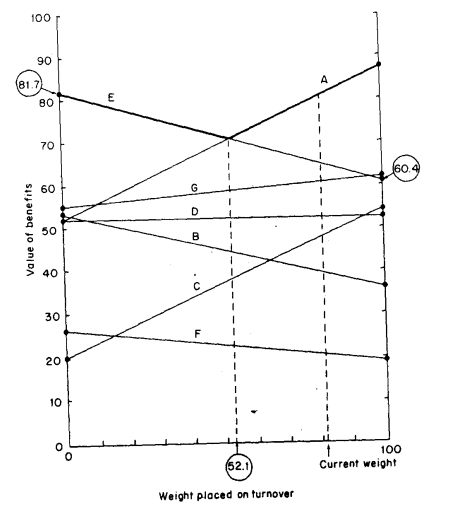 100
90
81.7
80
E
A
70
60
G
60.4
D
50
B
40
C
30
F
20
10
0
0
52.1
Current weight
100
Value of benefits
Weight placed on turnover